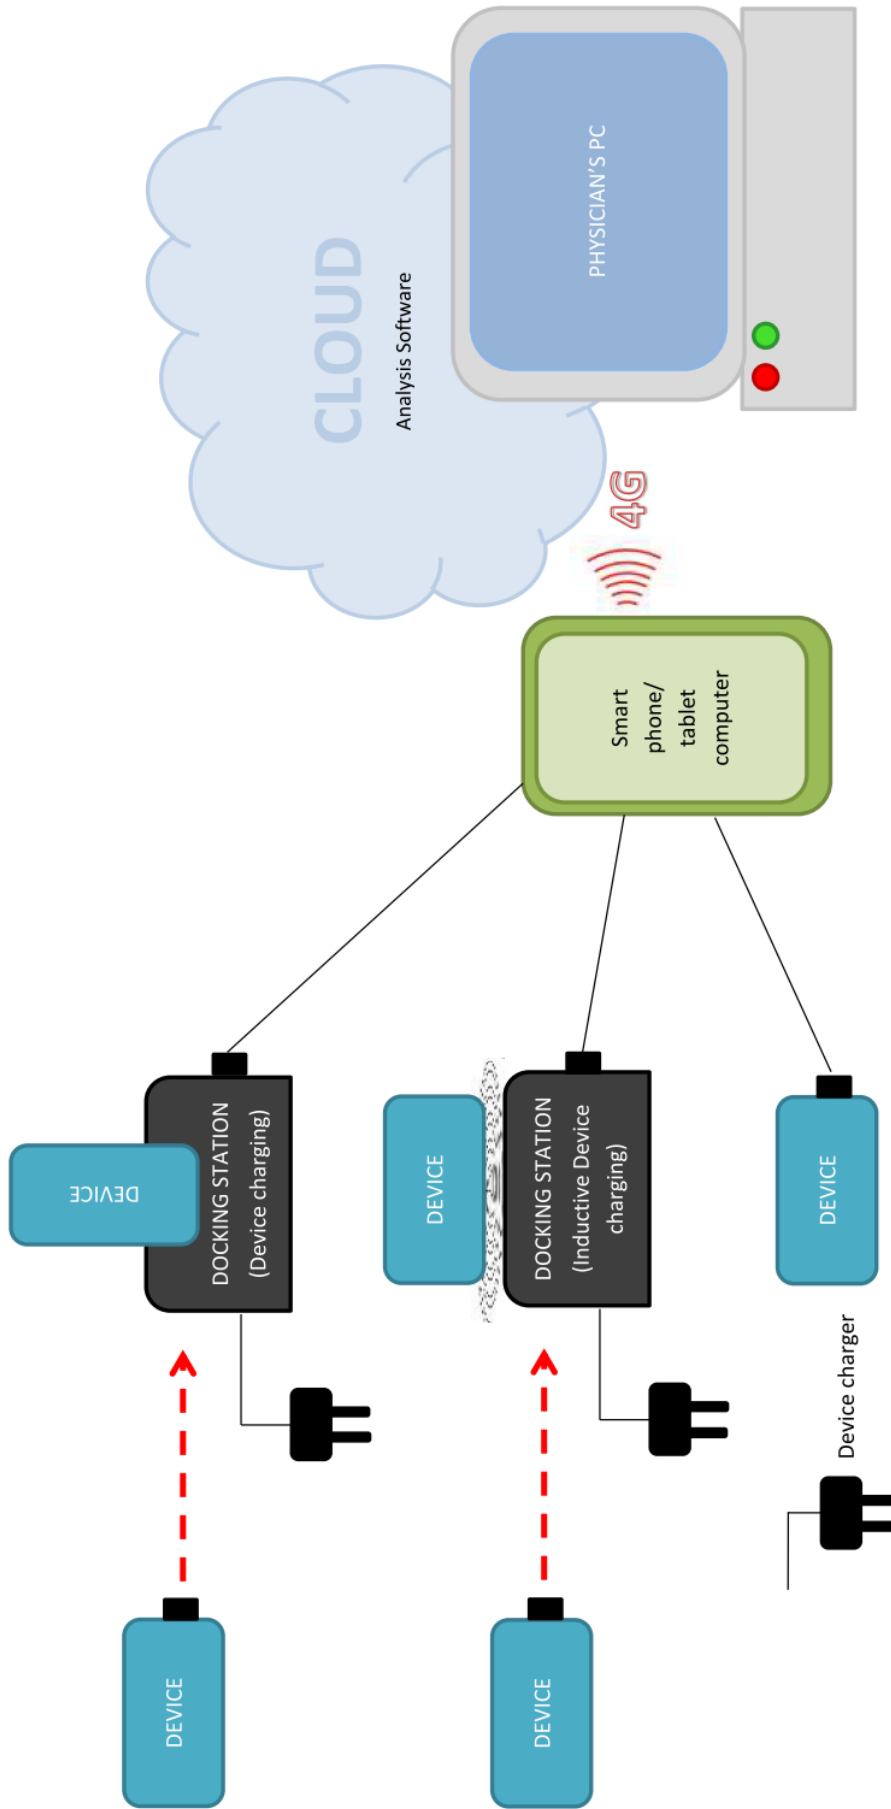 DEVICE
DEVICE
DOCKING STATION
(Device charging)
DEVICE
DEVICE
DOCKING STATION
(Inductive Device
charging)
Device charger
DEVICE
Smart
phone/
tablet
computer
4G
CLOUD
Analysis Software
PHYSICIAN'S PC